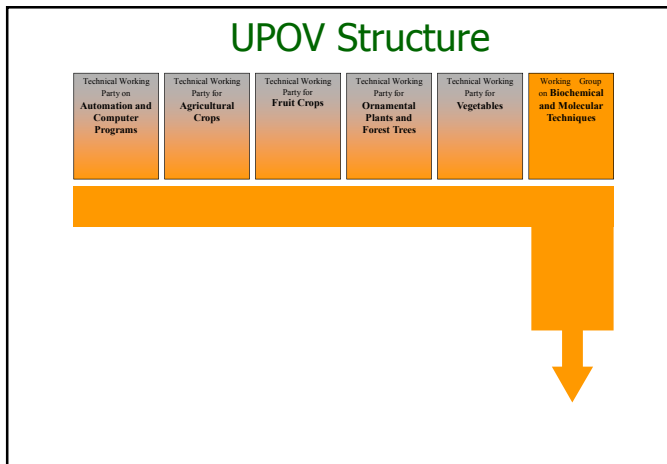 UPOV Structure
Technical Working
Party on
Automation and
Computer
Programs
Technical Working
Party for
Agricultural
Crops
Technical Working
Party for
Fruit Crops
Technical Working
Party for
Ornamental
Plants and
Forest Trees
Technical Working
Party for
Vegetables
Working Group
on Biochemical
and Molecular
Techniques